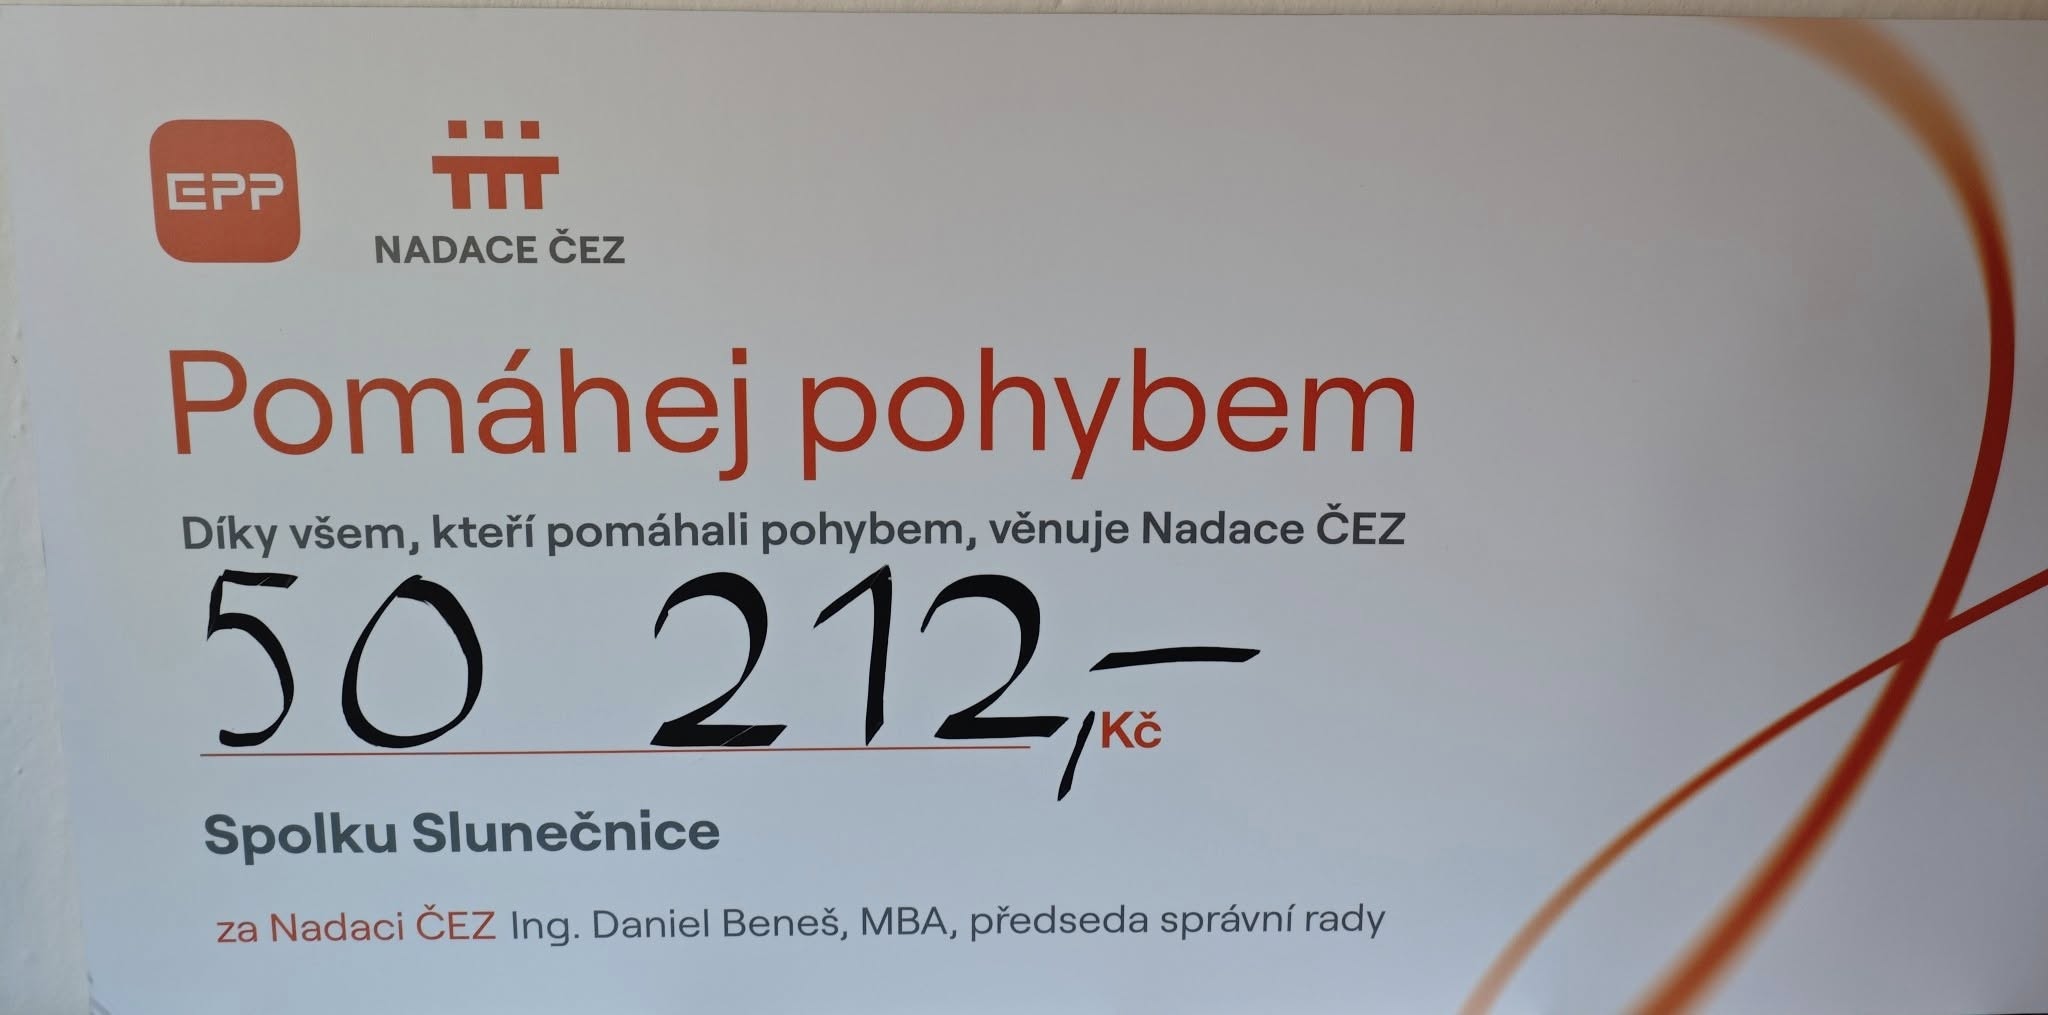 EPP
NADACE ČEZ
Pomáhej pohybem
Díky všem, kteří pomáhali pohybem, věnuje Nadace ČEZ
50 212,- Kč
Spolku Slunečnice
za Nadaci ČEZ Ing. Daniel Beneš, MBA, předseda správní rady